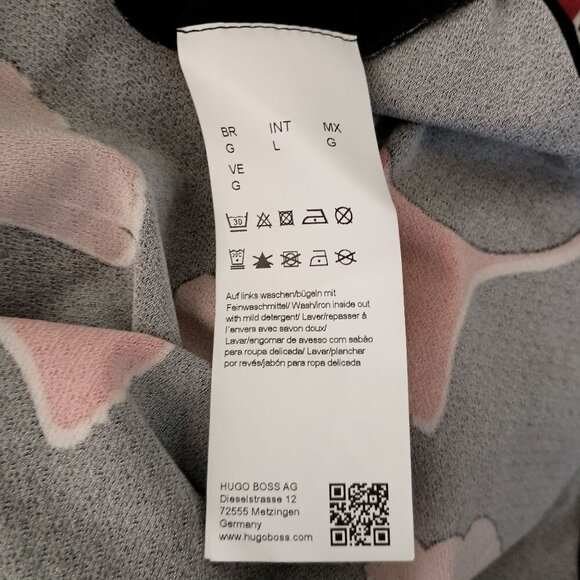 BR INT MX
G L G
VE
G
30
30C
Auf links waschen/bügeln mit
Feinwaschmittel/ Wash/iron inside out
with mild detergent/ Laver/repasser à
l´envers avec savon doux/
Lavar/engomar de avesso com sabão
para roupa delicada/ Lavar/planchar
por revés/jabón para ropa delicada
HUGO BOSS AG
Dieselstrasse 12
72555 Metzingen
Germany
www.hugoboss.com